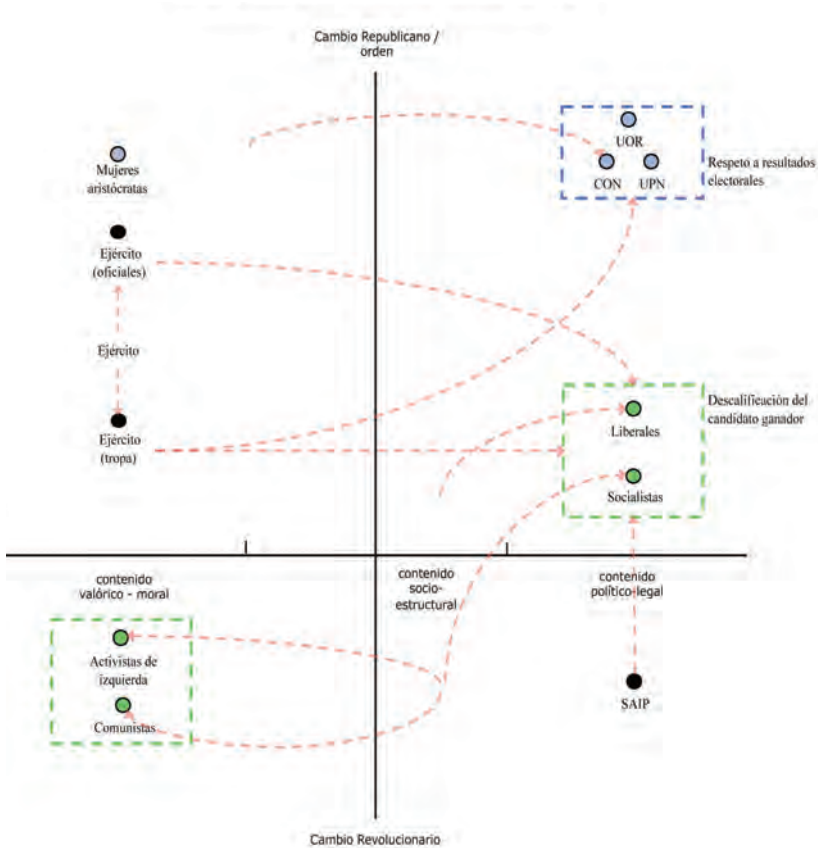 Cambio Republicano /
orden
UOR
CON UPN
Respeto a resultados
electorales
Mujeres
aristócratas
Ejército
(oficiales)
Ejército
Ejército
(tropa)
Descalificación del
candidato ganador
Liberales
Socialistas
contenido
valórico - moral
contenido
socio-
estructural
contenido
político-legal
Activistas de
izquierda
Comunistas
SAIP
Cambio Revolucionario